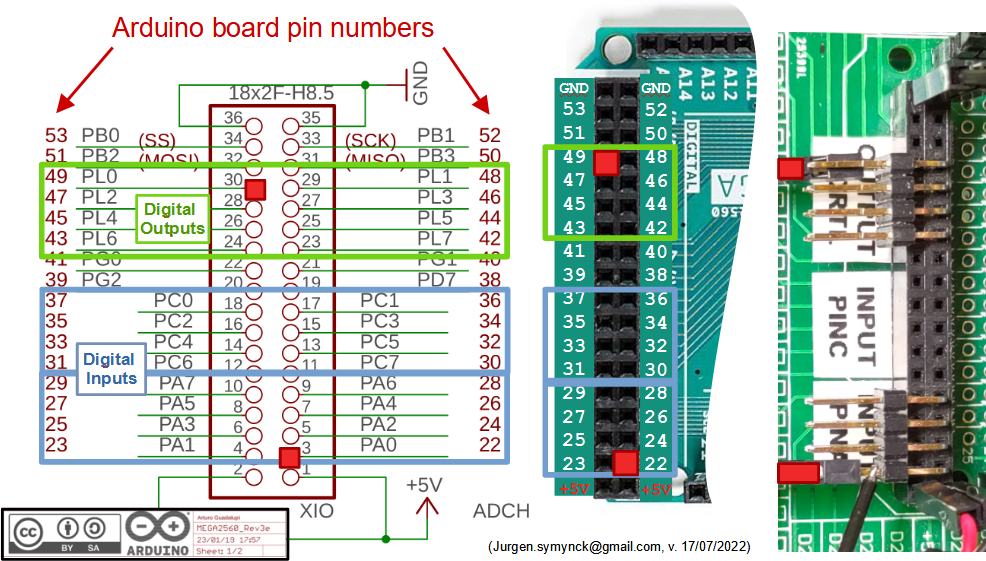 Arduino board pin numbers
GND
18x2F-H8.5
36 35
53 PB0 (SS) 34 33 (SCK) PB1 52
51 PB2 (MOSI) 32 31 (MISO) PB3 50
49 PL0 30 29 PL1 48
47 PL2 28 27 PL3 46
45 PL4 26 25 PL5 44
43 PL6 24 23 PL7 42
Digital
Outputs
41 PG0 22 21 PG1 40
39 PG2 20 19 PD7 38
37 PC0 18 17 PC1 36
35 PC2 16 15 PC3 34
33 PC4 14 13 PC5 32
31 PC6 12 11 PC7 30
Digital
Inputs
29 PA7 10 9 PA6 28
27 PA5 8 7 PA4 26
25 PA3 6 5 PA2 24
23 PA1 4 3 PA0 22
2 1
XIO
+5V
ADCH
CC BY SA
ARDUINO
Arturo Guadalupi
MEGA2560_Rev3e
23/01/19 17:57
Sheet: 1/2
GND GND
53 52
51 50
49 48
47 46
45 44
43 42
41 40
39 38
37 36
35 34
33 32
31 30
29 28
27 26
25 24
23 22
+5V +5V
A14
A13
A12
DIGITAL
INPUT
PINC
(Jurgen.symynck@gmail.com, v. 17/07/2022)